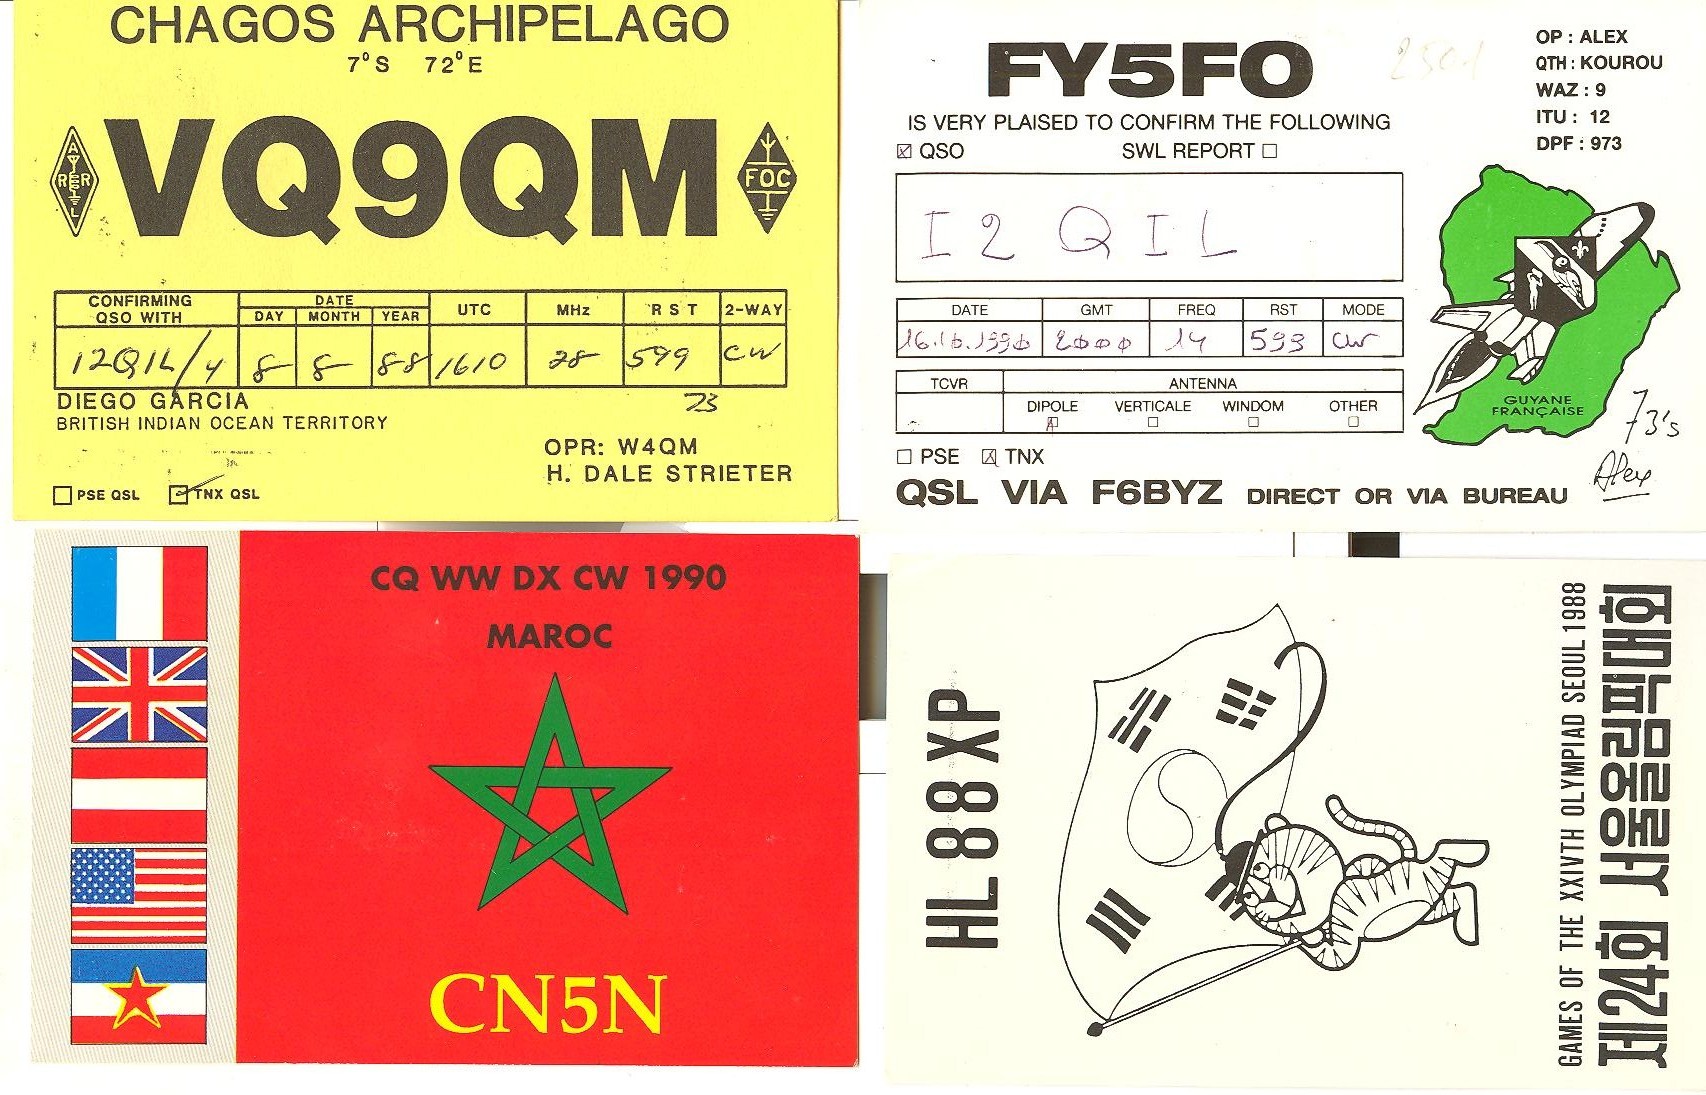 CHAGOS ARCHIPELAGO
7°S 72°E
ARRL
VQ9QM
FOC
CONFIRMING QSO WITH
DATE
DAY MONTH YEAR
UTC
MHz
R S T
2-WAY
I2QIL/4 8 8 88 1610 28 599 CW
DIEGO GARCIA
73
BRITISH INDIAN OCEAN TERRITORY
OPR: W4QM
H. DALE STRIETER
PSE QSL TNX QSL
FY5FO
OP : ALEX
QTH : KOUROU
WAZ : 9
ITU : 12
DPF : 973
IS VERY PLAISED TO CONFIRM THE FOLLOWING
QSO SWL REPORT
I2 QIL
DATE GMT FREQ RST MODE
16.10.1990 2000 14 599 CW
TCVR ANTENNA
DIPOLE VERTICALE WINDOM OTHER
GUYANE
FRANÇAISE
73's
Alex
PSE TNX
QSL VIA F6BYZ DIRECT OR VIA BUREAU
CQ WW DX CW 1990
MAROC
CN5N
HL88XP
GAMES OF THE XXIVTH OLYMPIAD SEOUL 1988
제24회 서울올림픽대회